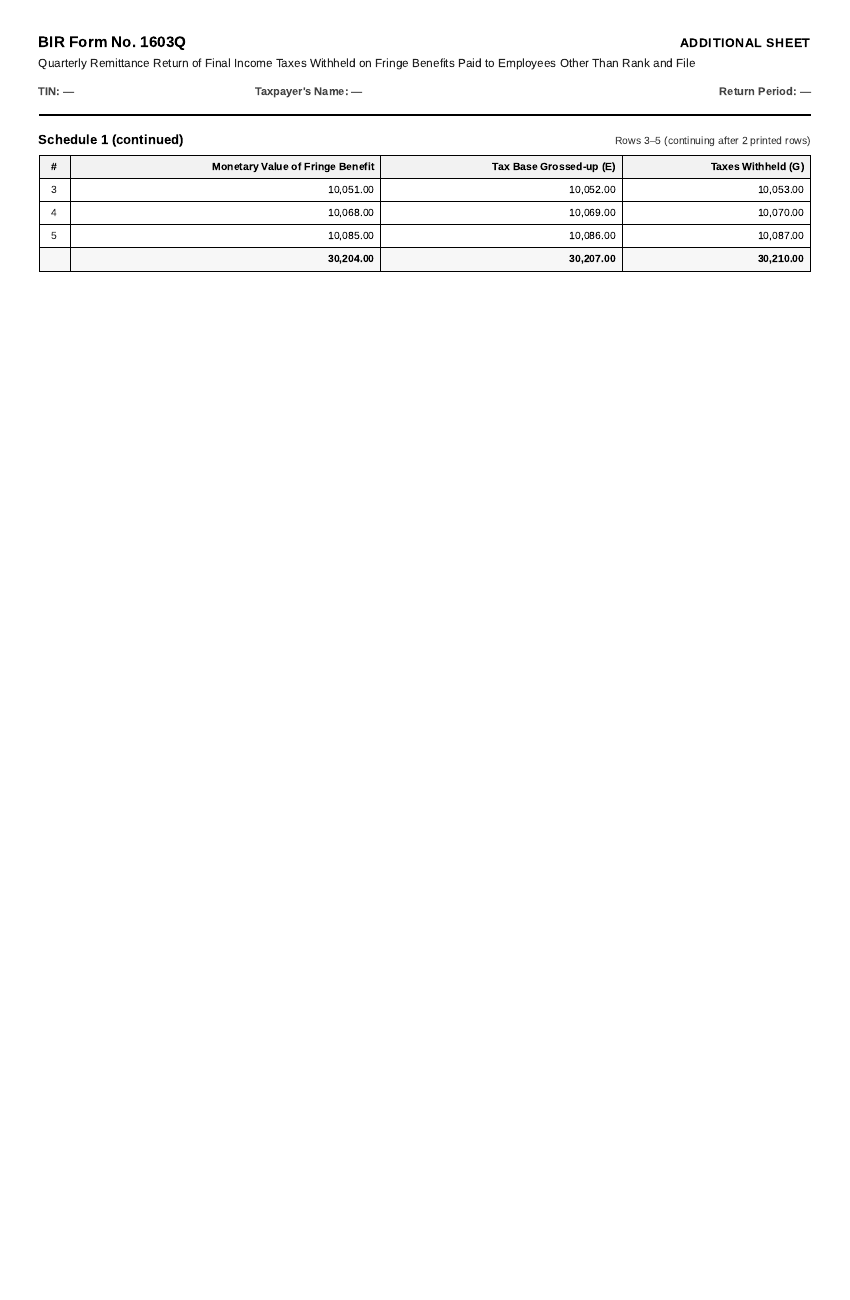 BIR Form No. 1603Q ADDITIONAL SHEET
Quarterly Remittance Return of Final Income Taxes Withheld on Fringe Benefits Paid to Employees Other Than Rank and File
TIN: — Taxpayer's Name: — Return Period: —
Schedule 1 (continued) Rows 3–5 (continuing after 2 printed rows)
# Monetary Value of Fringe Benefit Tax Base Grossed-up (E) Taxes Withheld (G)
3 10,051.00 10,052.00 10,053.00
4 10,068.00 10,069.00 10,070.00
5 10,085.00 10,086.00 10,087.00
30,204.00 30,207.00 30,210.00